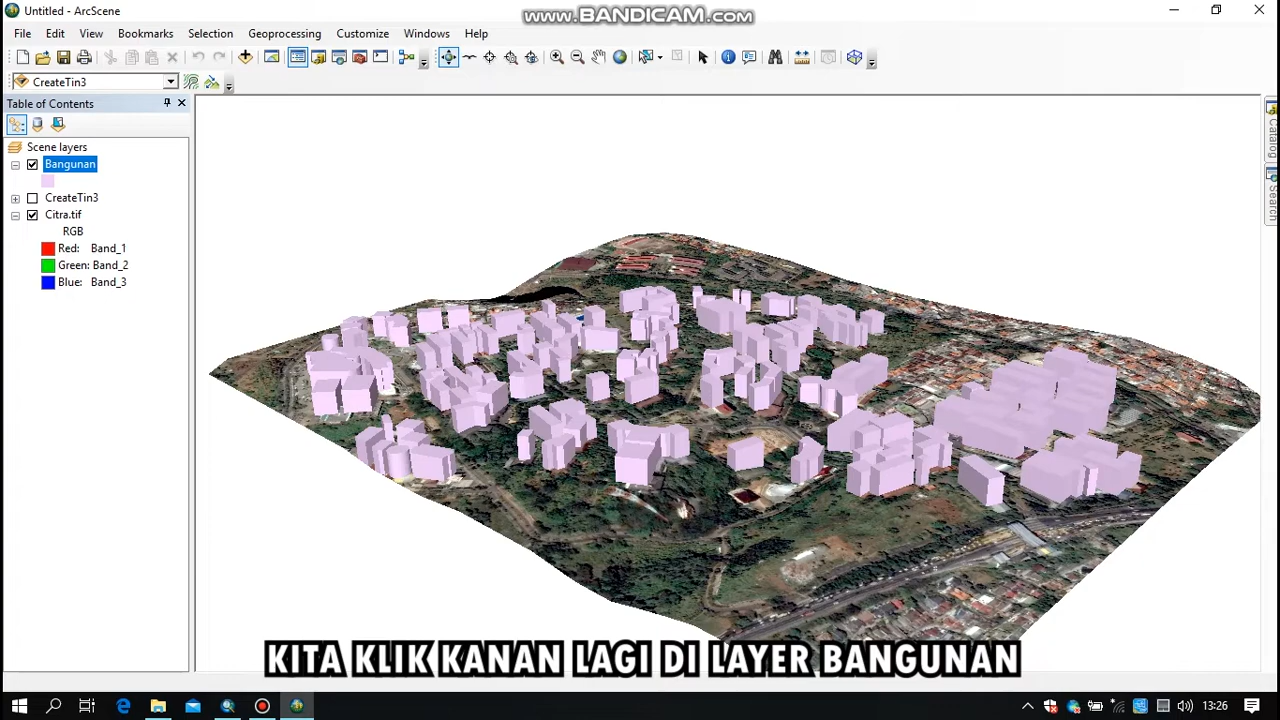 Untitled - ArcScene
www.BANDICAM.com
File Edit View Bookmarks Selection Geoprocessing Customize Windows Help
CreateTin3
Table of Contents
Scene layers
Bangunan
CreateTin3
Citra.tif
RGB
Red: Band_1
Green: Band_2
Blue: Band_3
Catalog
Search
KITA KLIK KANAN LAGI DI LAYER BANGUNAN
13:26